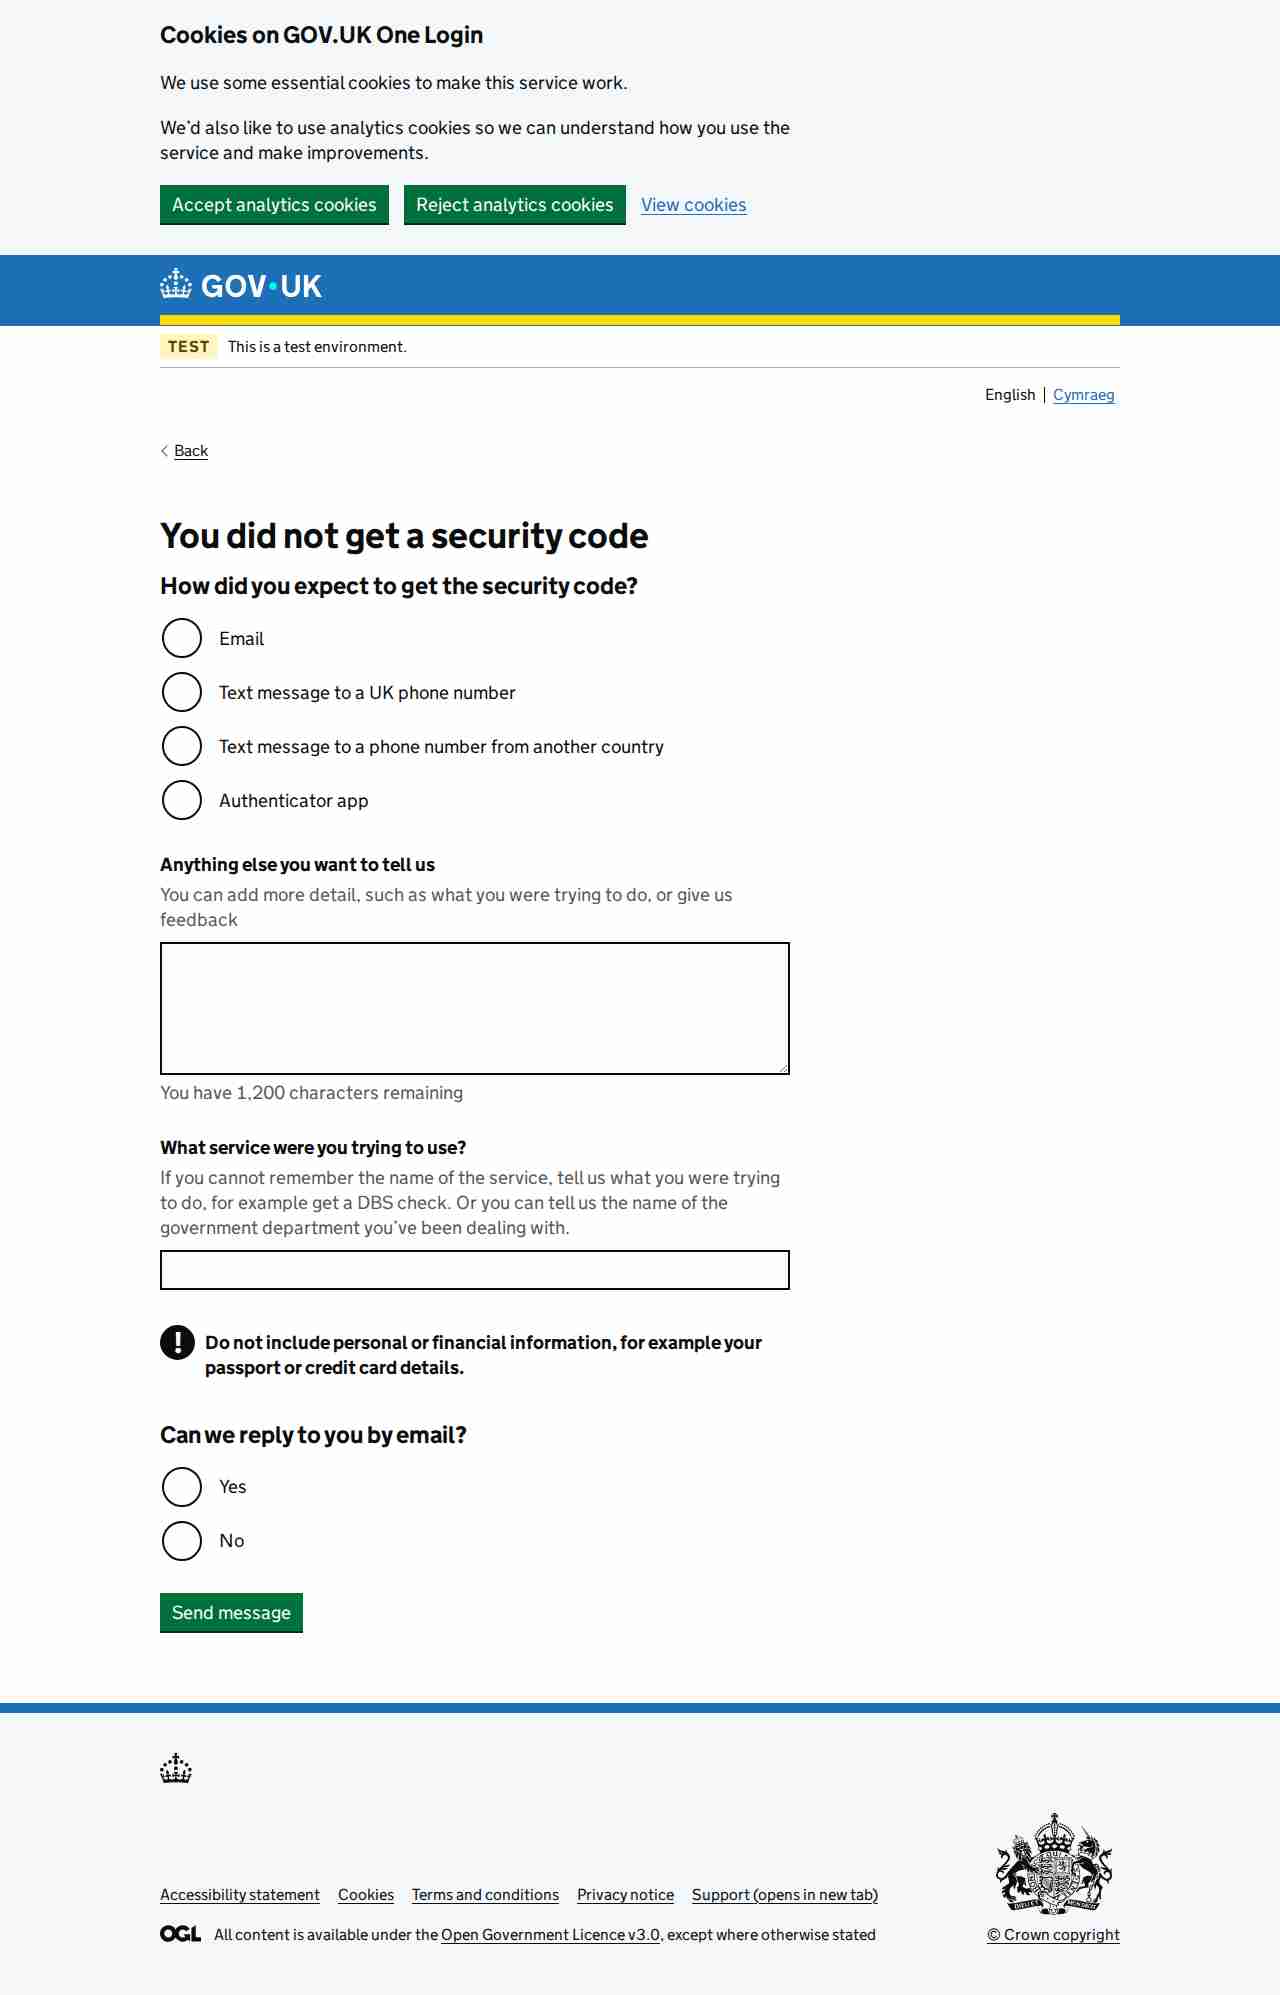 Cookies on GOV.UK One Login
We use some essential cookies to make this service work.
We'd also like to use analytics cookies so we can understand how you use the
service and make improvements.
Accept analytics cookies Reject analytics cookies View cookies
GOV·UK
TEST This is a test environment.
English Cymraeg
Back
You did not get a security code
How did you expect to get the security code?
Email
Text message to a UK phone number
Text message to a phone number from another country
Authenticator app
Anything else you want to tell us
You can add more detail, such as what you were trying to do, or give us
feedback
You have 1,200 characters remaining
What service were you trying to use?
If you cannot remember the name of the service, tell us what you were trying
to do, for example get a DBS check. Or you can tell us the name of the
government department you've been dealing with.
! Do not include personal or financial information, for example your
passport or credit card details.
Can we reply to you by email?
Yes
No
Send message
Accessibility statement Cookies Terms and conditions Privacy notice Support (opens in new tab)
OGL All content is available under the Open Government Licence v3.0, except where otherwise stated
© Crown copyright